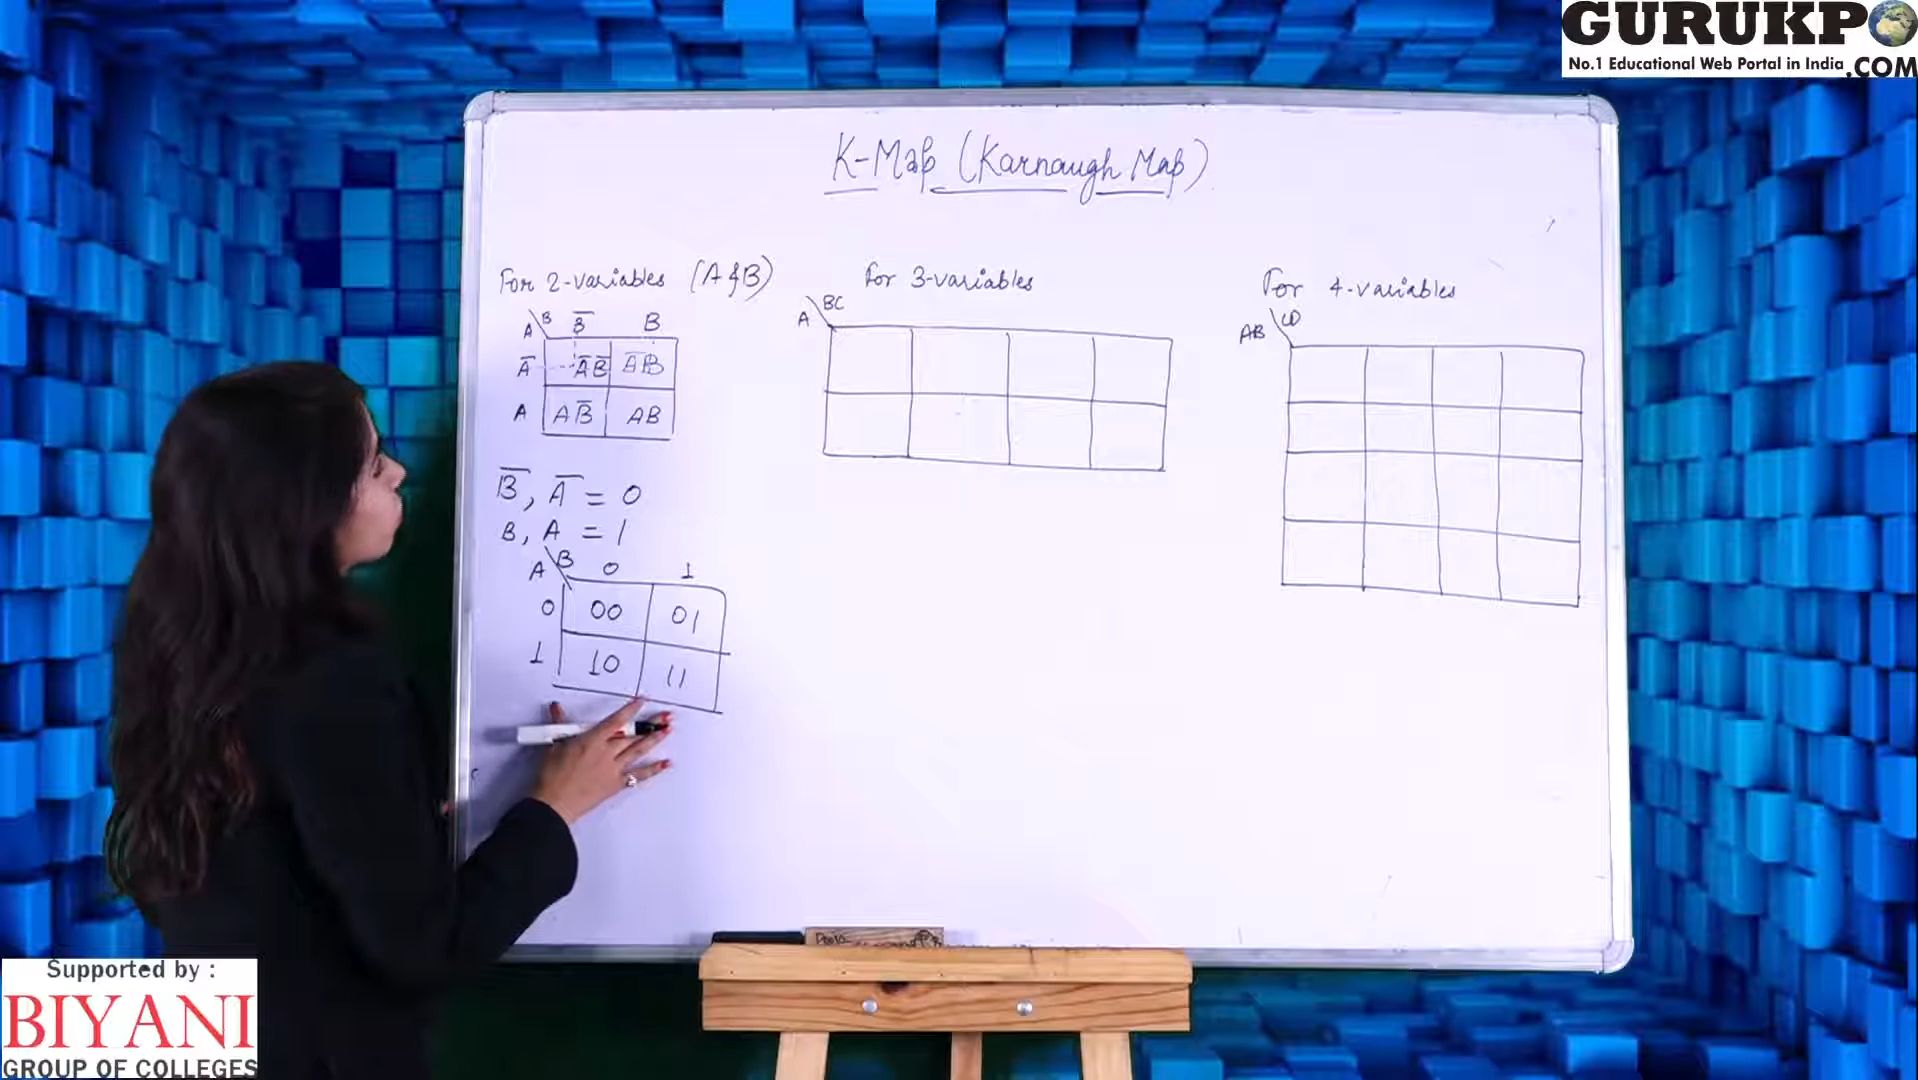 GURUKPO
No.1 Educational Web Portal in India .COM
K-Map (Karnaugh Map)
For 2-variables (A & B)
A B B̅ B
A̅ A̅B̅ A̅B
A AB̅ AB
B̅, A̅ = 0
B, A = 1
A B 0 1
0 00 01
1 10 11
For 3-variables
A BC
For 4-variables
AB CD
Supported by :
BIYANI
GROUP OF COLLEGES